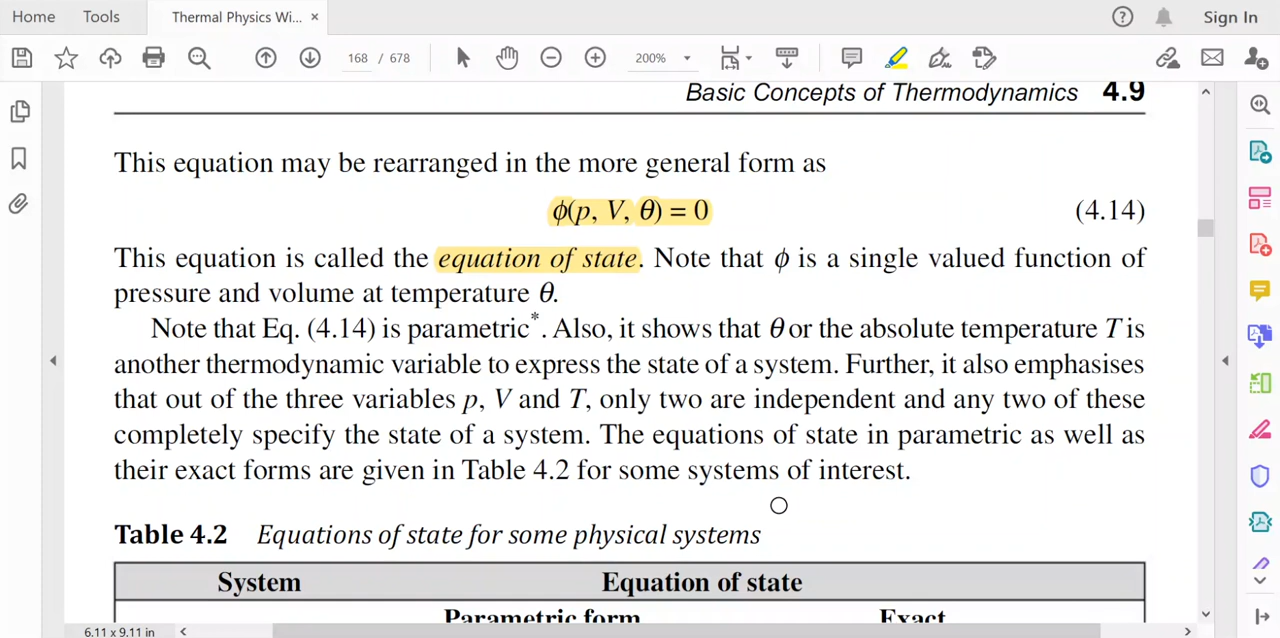 Home Tools Thermal Physics Wi... × Sign In
168 / 678 200%
Basic Concepts of Thermodynamics 4.9
This equation may be rearranged in the more general form as
ϕ(p, V, θ) = 0 (4.14)
This equation is called the equation of state. Note that ϕ is a single valued function of
pressure and volume at temperature θ.
Note that Eq. (4.14) is parametric*. Also, it shows that θ or the absolute temperature T is
another thermodynamic variable to express the state of a system. Further, it also emphasises
that out of the three variables p, V and T, only two are independent and any two of these
completely specify the state of a system. The equations of state in parametric as well as
their exact forms are given in Table 4.2 for some systems of interest.
Table 4.2 Equations of state for some physical systems
System Equation of state
Parametric form Exact
6.11 x 9.11 in